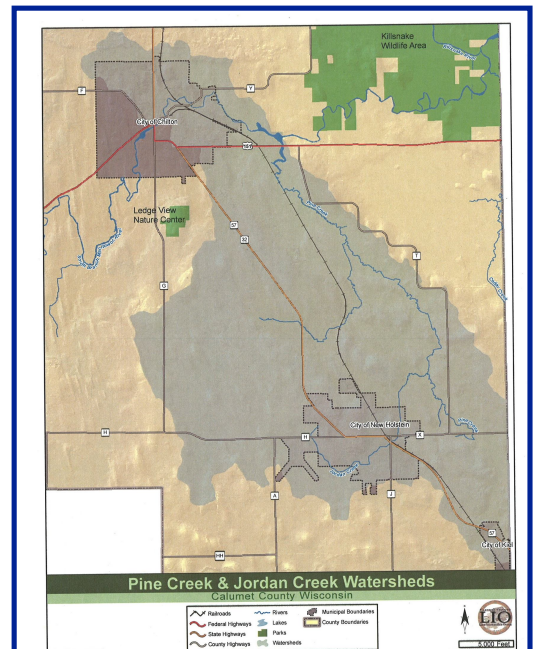 Killsnake
Wildlife Area
F
Y
City of Chilton
151
Ledge View
Nature Center
57
32
T
G
H
H
City of New Holstein
X
A
J
57
City of Kiel
HH
Pine Creek & Jordan Creek Watersheds
Calumet County Wisconsin
Railroads
Federal Highways
State Highways
County Highways
Rivers
Lakes
Parks
Watersheds
Municipal Boundaries
County Boundaries
LIO
5,000 Feet